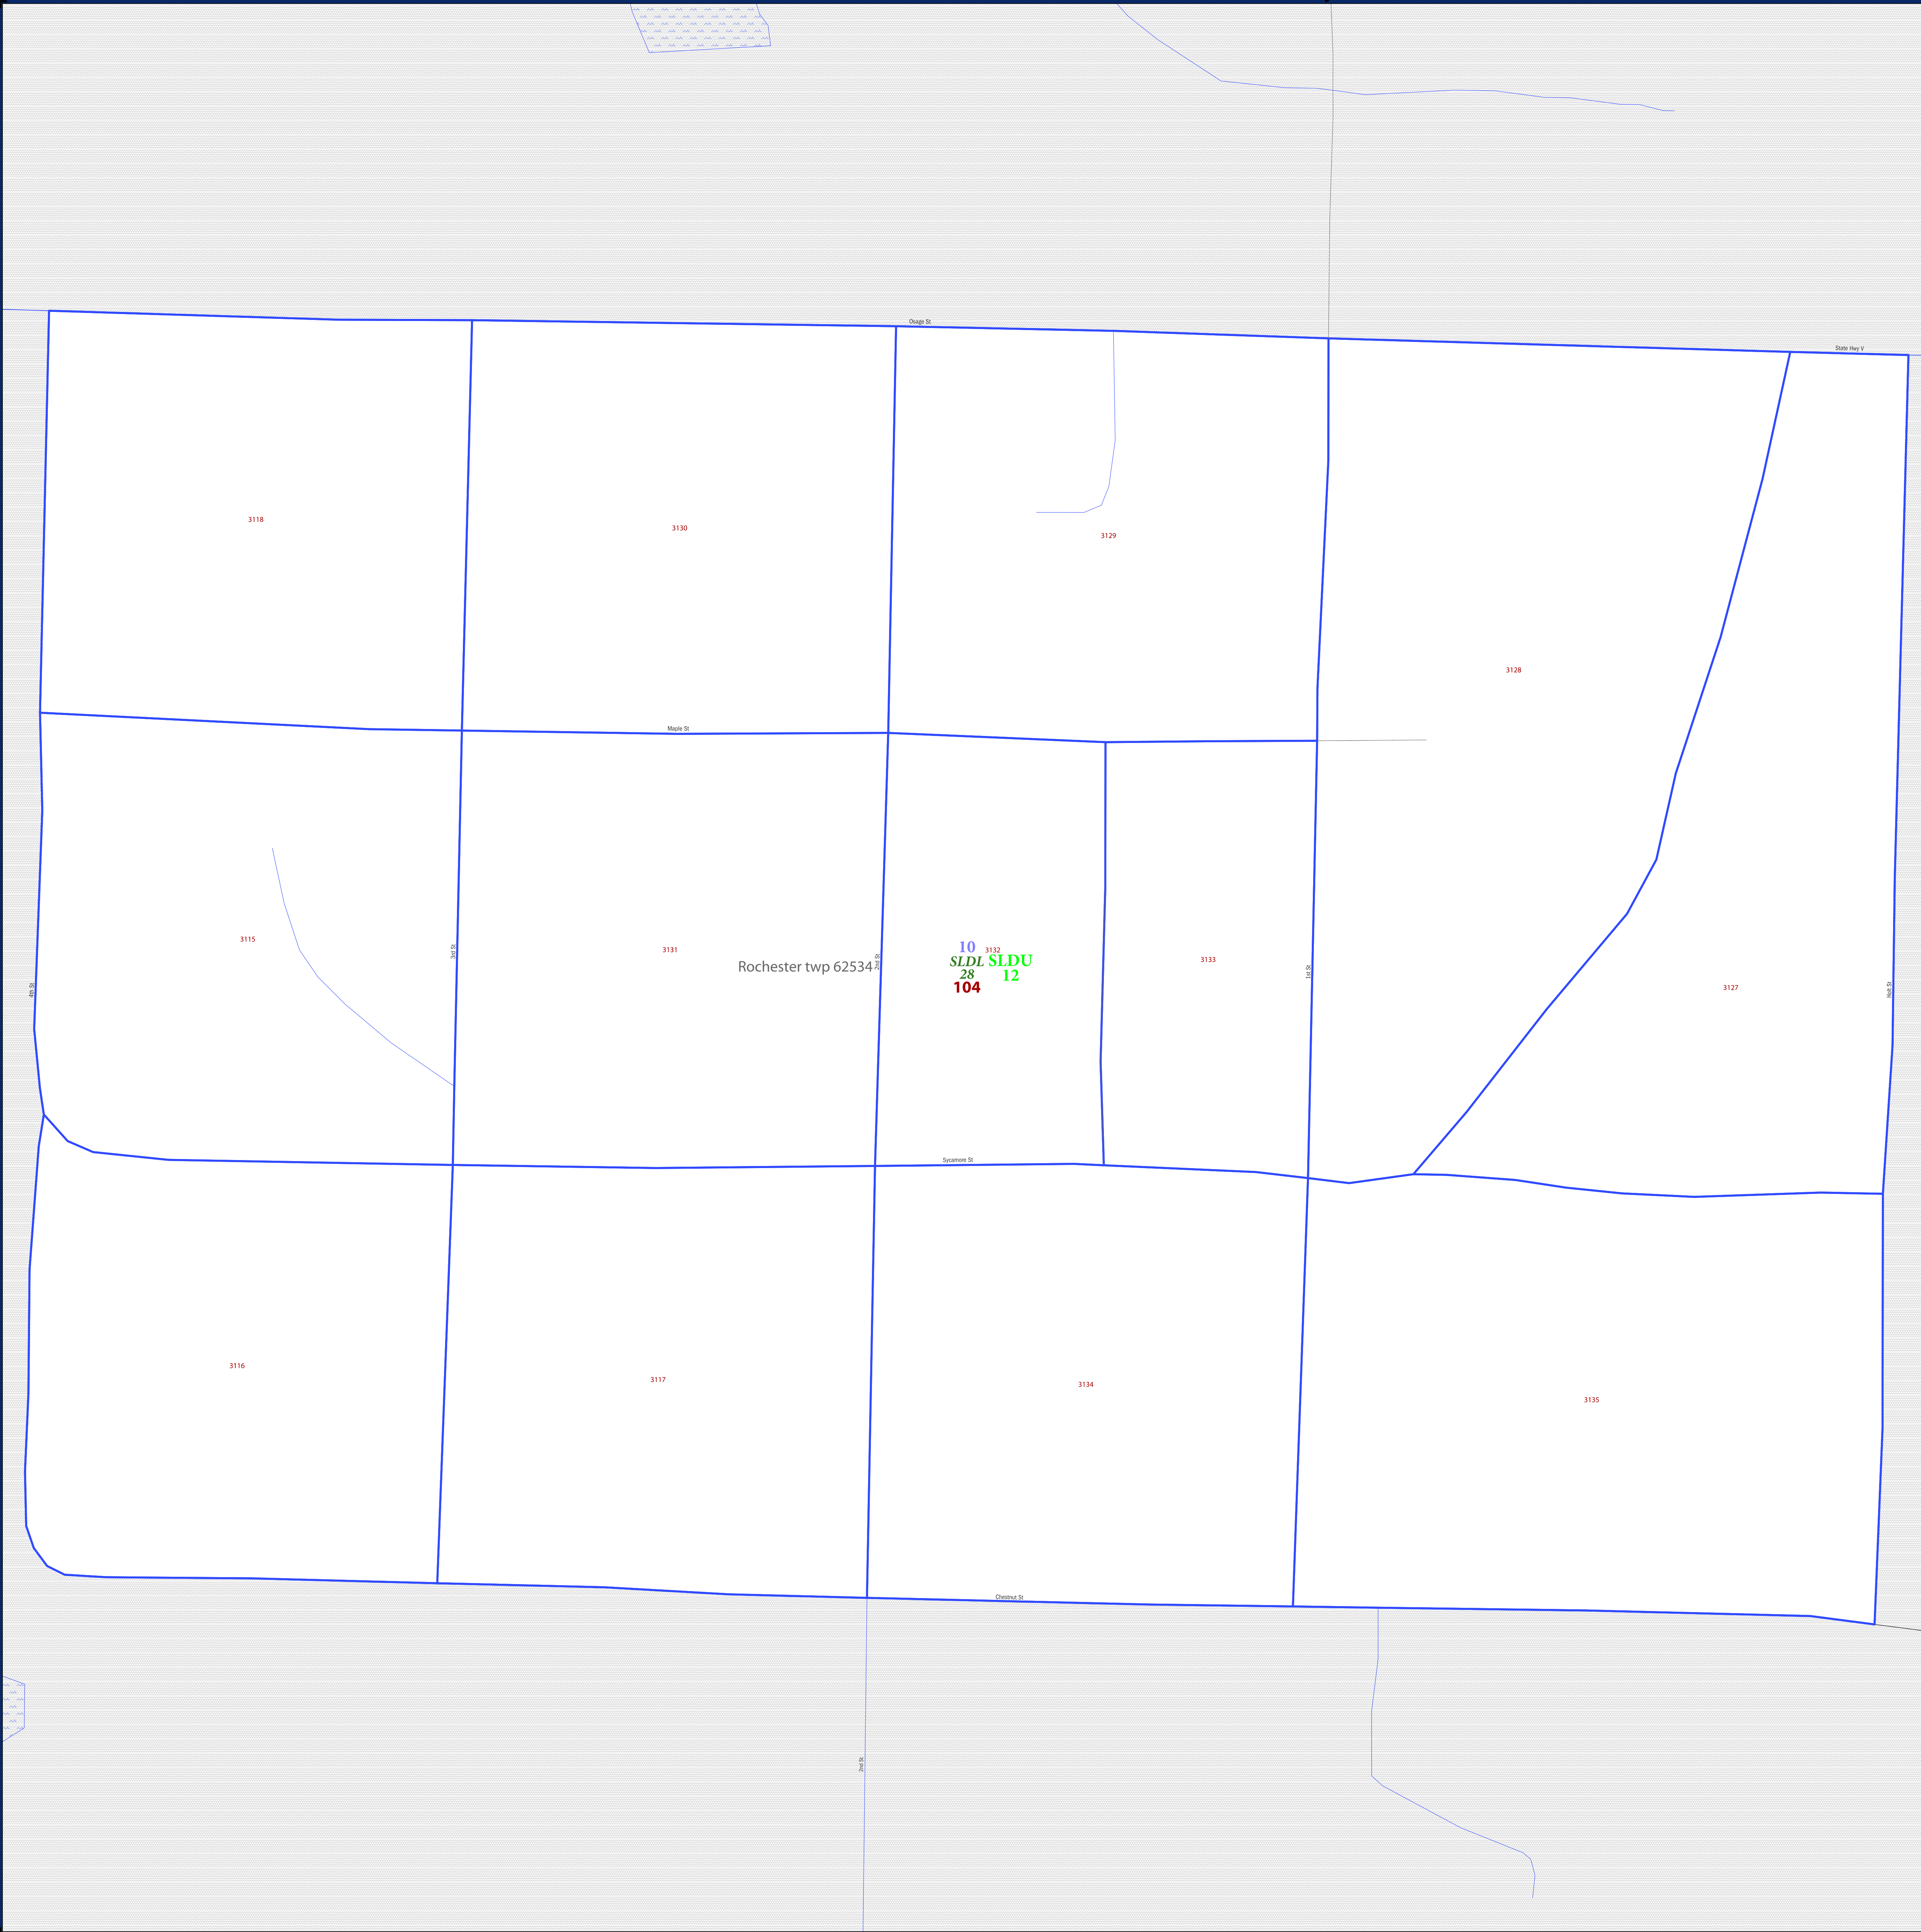 Osage St
State Hwy V
3118
3130
3129
3128
Maple St
3115
3rd St
3131
Rochester twp 62534
2nd St
10
3132
SLDL
SLDU
28
12
104
3133
1st St
3127
Holt St
4th St
Sycamore St
3116
3117
3134
3135
Chestnut St
2nd St